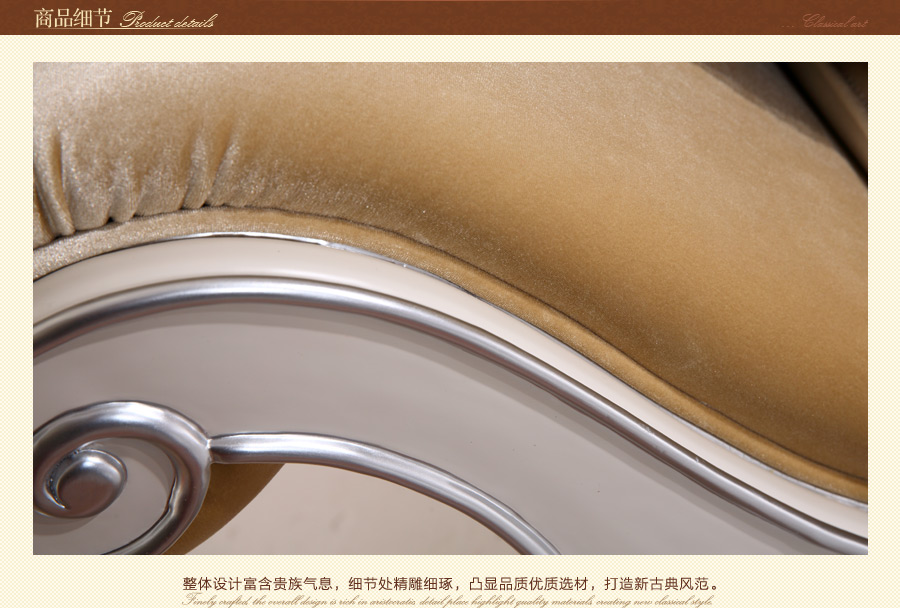 商品细节 Product details
... Classical art
整体设计富含贵族气息，细节处精雕细琢，凸显品质优质选材，打造新古典风范。
Finely crafted, the overall design is rich in aristocratic, detail place highlight quality materials, creating new classical style.